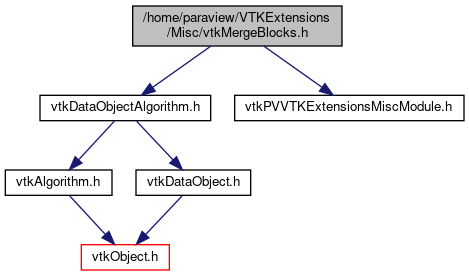 /home/paraview/VTKExtensions
/Misc/vtkMergeBlocks.h
vtkDataObjectAlgorithm.h
vtkPVVTKExtensionsMiscModule.h
vtkAlgorithm.h
vtkDataObject.h
vtkObject.h